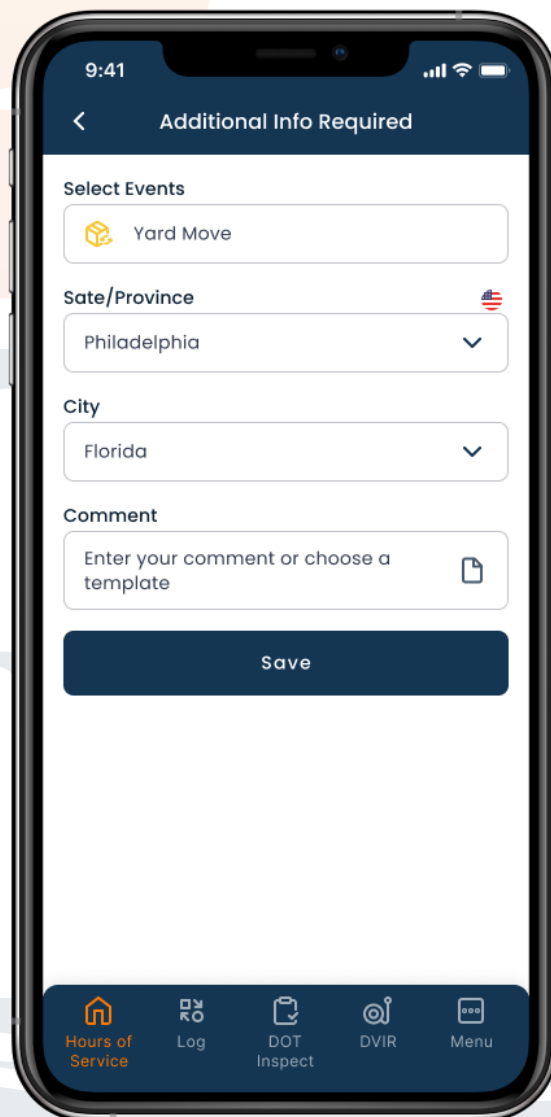 9:41
Additional Info Required
Select Events
Yard Move
Sate/Province
Philadelphia
City
Florida
Comment
Enter your comment or choose a
template
Save
Hours of
Service
Log
DOT
Inspect
DVIR
Menu